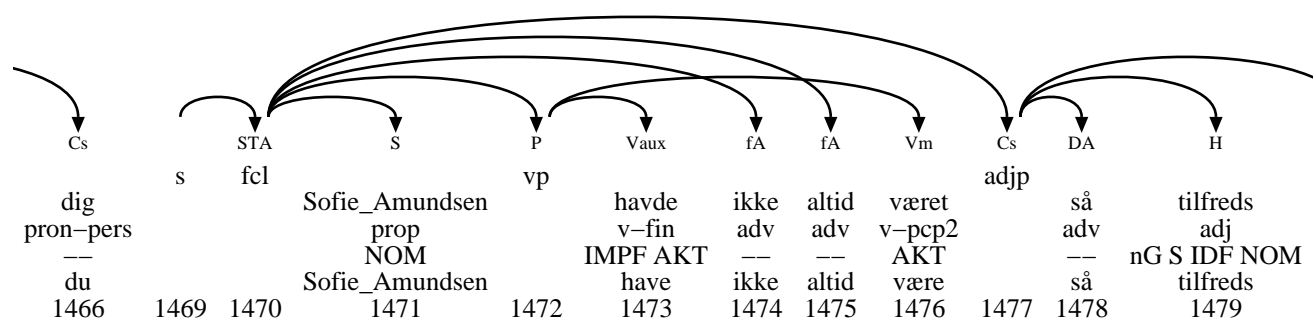 Cs STA S P Vaux fA fA Vm Cs DA H
s fcl vp adjp
dig Sofie_Amundsen havde ikke altid været så tilfreds
pron−pers prop v−fin adv adv v−pcp2 adv adj
−− NOM IMPF AKT −− −− AKT −− nG S IDF NOM
du Sofie_Amundsen have ikke altid være så tilfreds
1466 1469 1470 1471 1472 1473 1474 1475 1476 1477 1478 1479